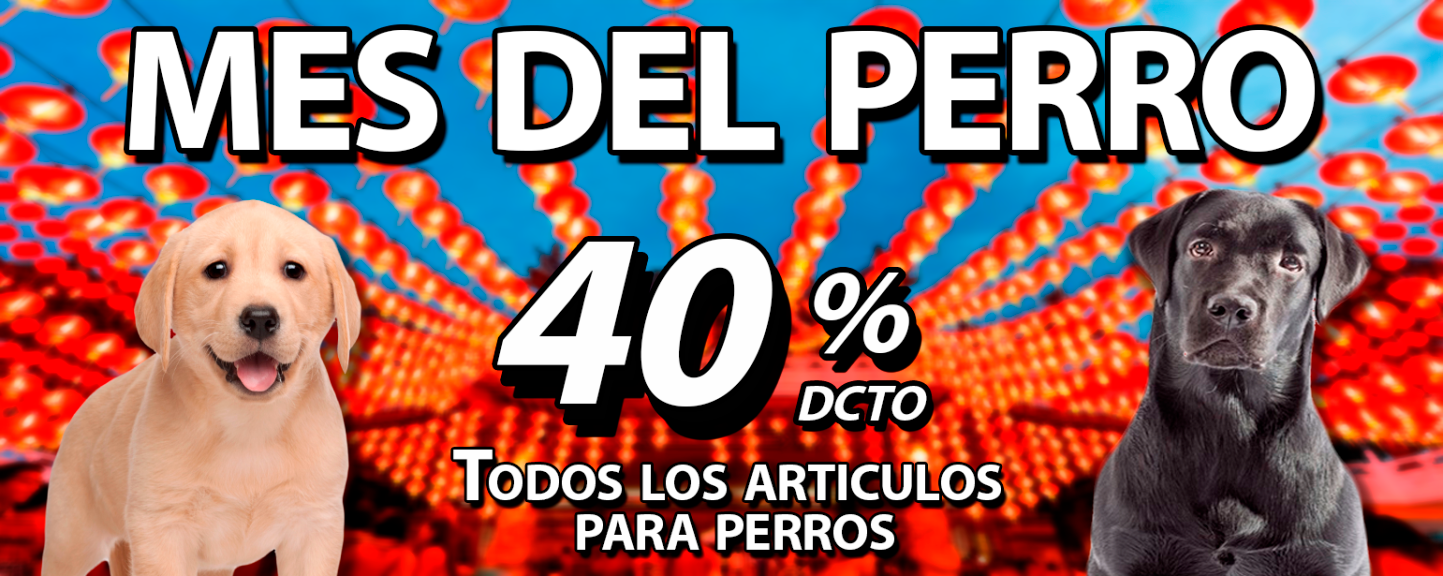 MES DEL PERRO
40 %
DCTO
TODOS LOS ARTICULOS
PARA PERROS